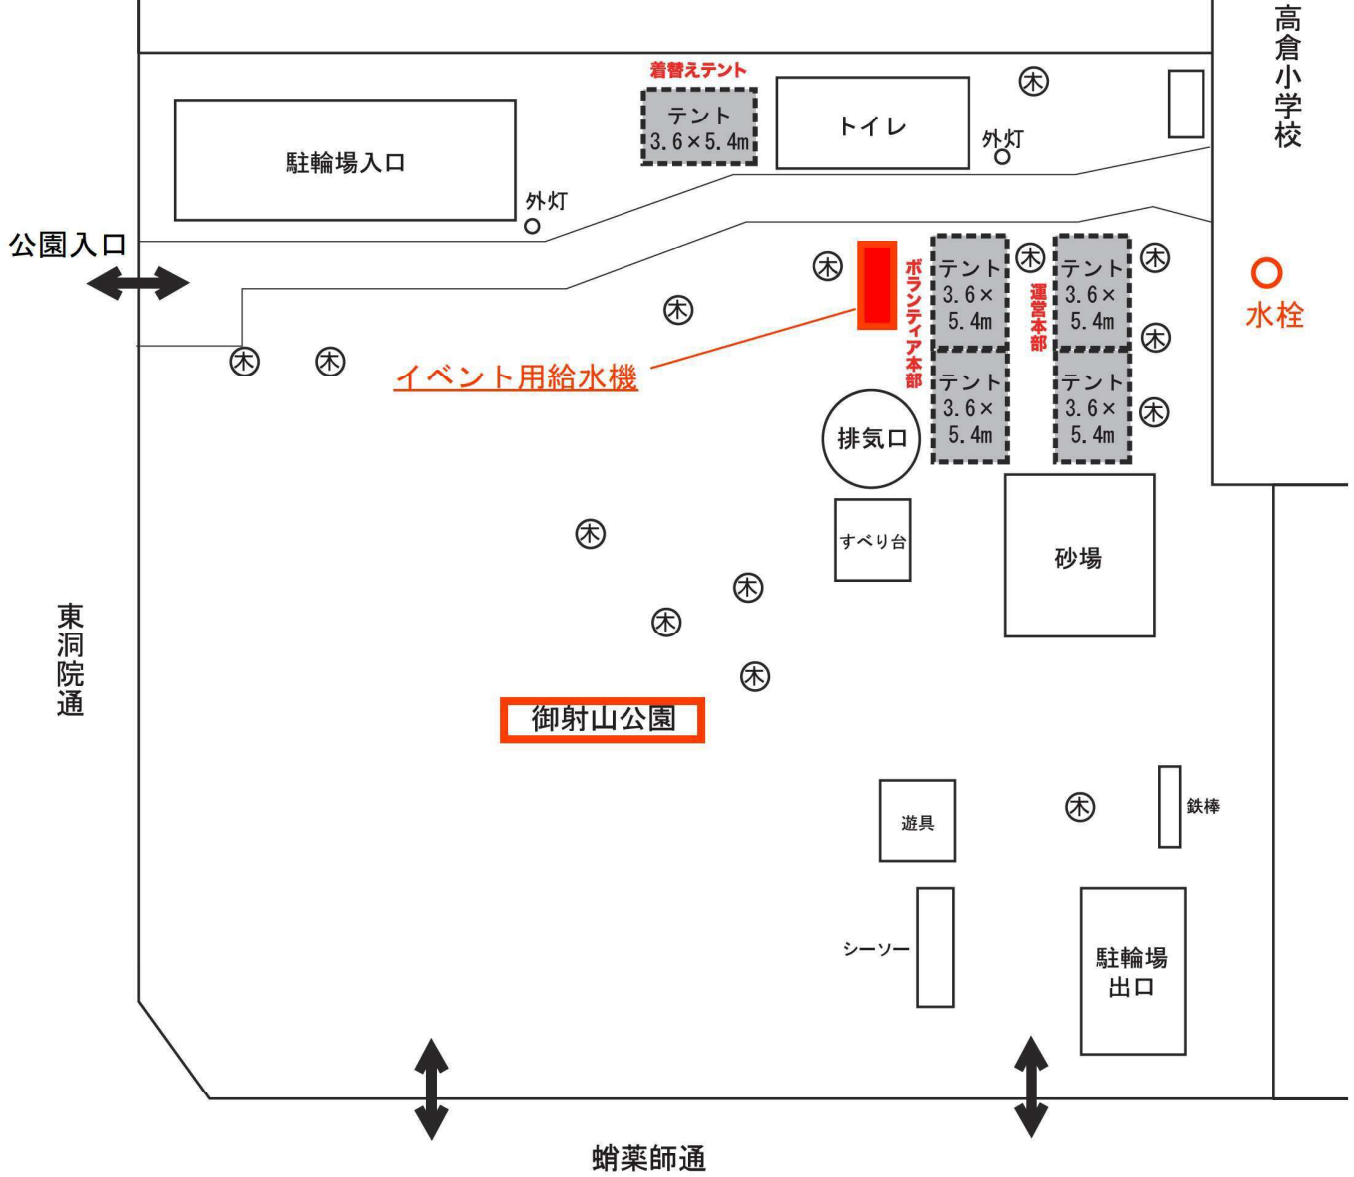 高倉小学校
着替えテント
テント
3.6×5.4m
トイレ
木
外灯
駐輪場入口
外灯
公園入口
木
ボランティア本部
テント
3.6×
5.4m
木
運営本部
テント
3.6×
5.4m
木
水栓
木
木
木
木
イベント用給水機
テント
3.6×
5.4m
テント
3.6×
5.4m
木
排気口
すべり台
砂場
木
木
木
木
東洞院通
御射山公園
遊具
木
鉄棒
シーソー
駐輪場
出口
蛸薬師通